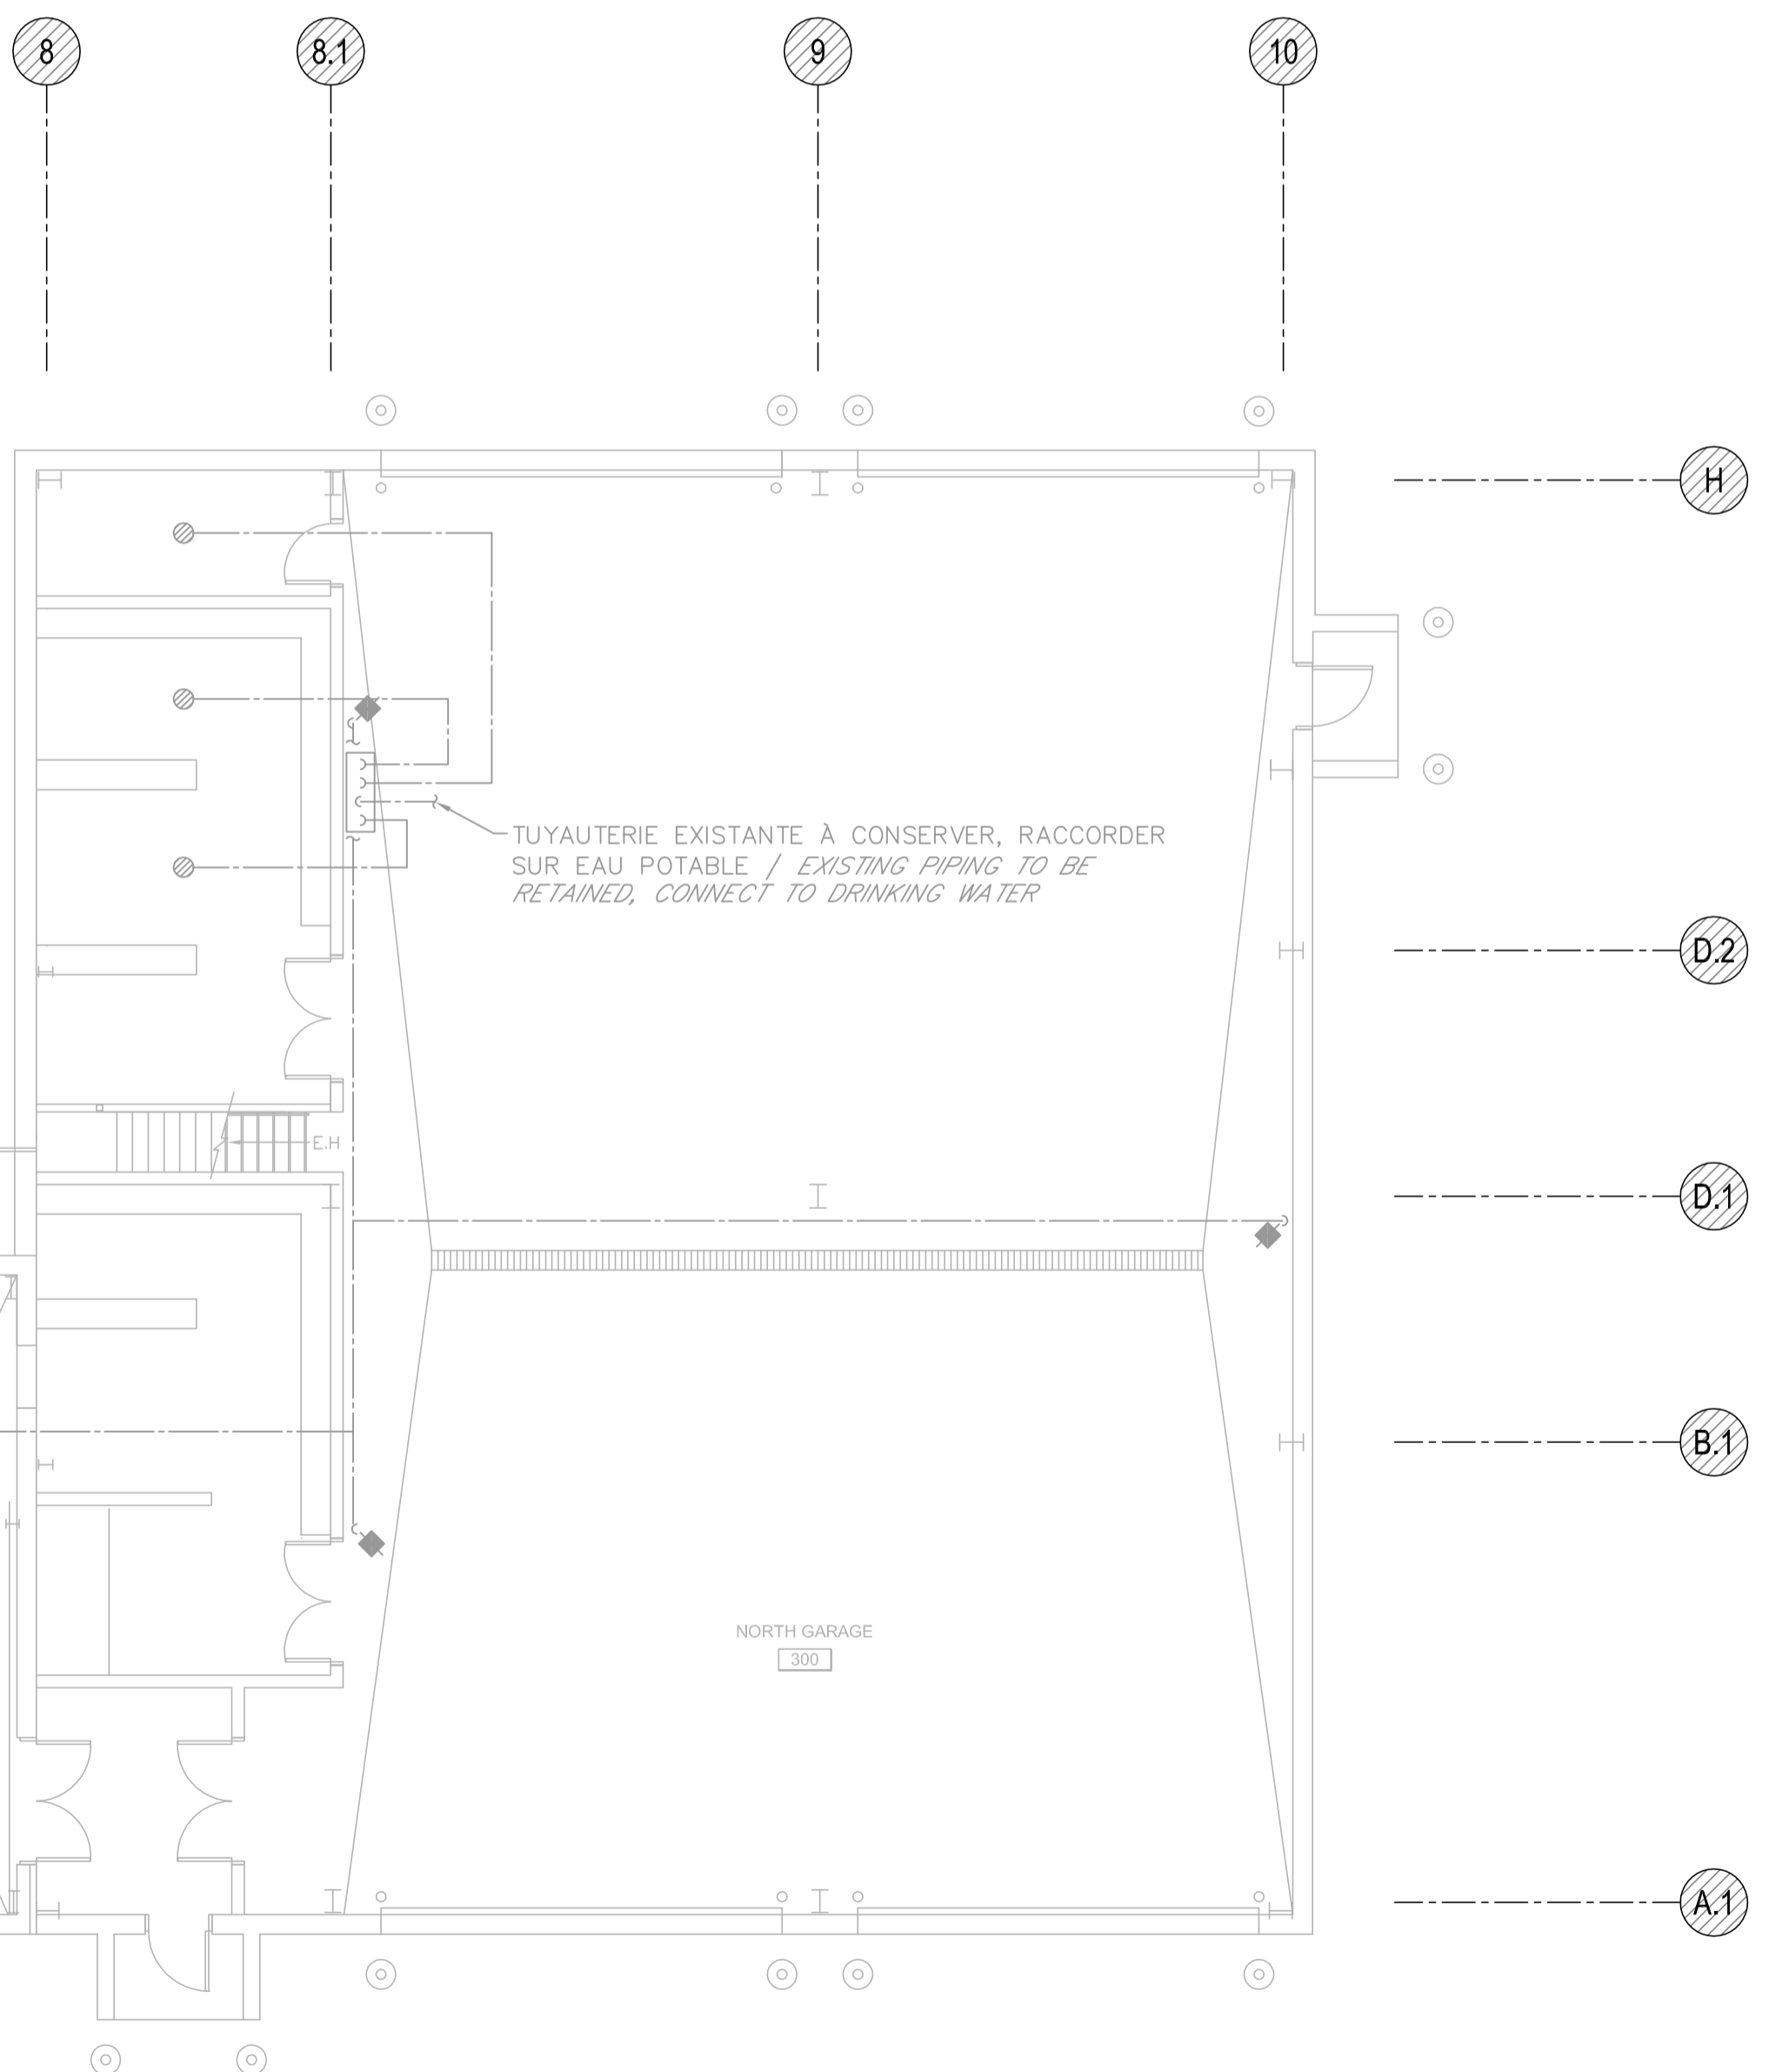 8
8.1
9
10
H
TUYAUTERIE EXISTANTE À CONSERVER, RACCORDER
SUR EAU POTABLE / EXISTING PIPING TO BE
RETAINED, CONNECT TO DRINKING WATER
D.2
E.H
D.1
B.1
NORTH GARAGE
300
A.1